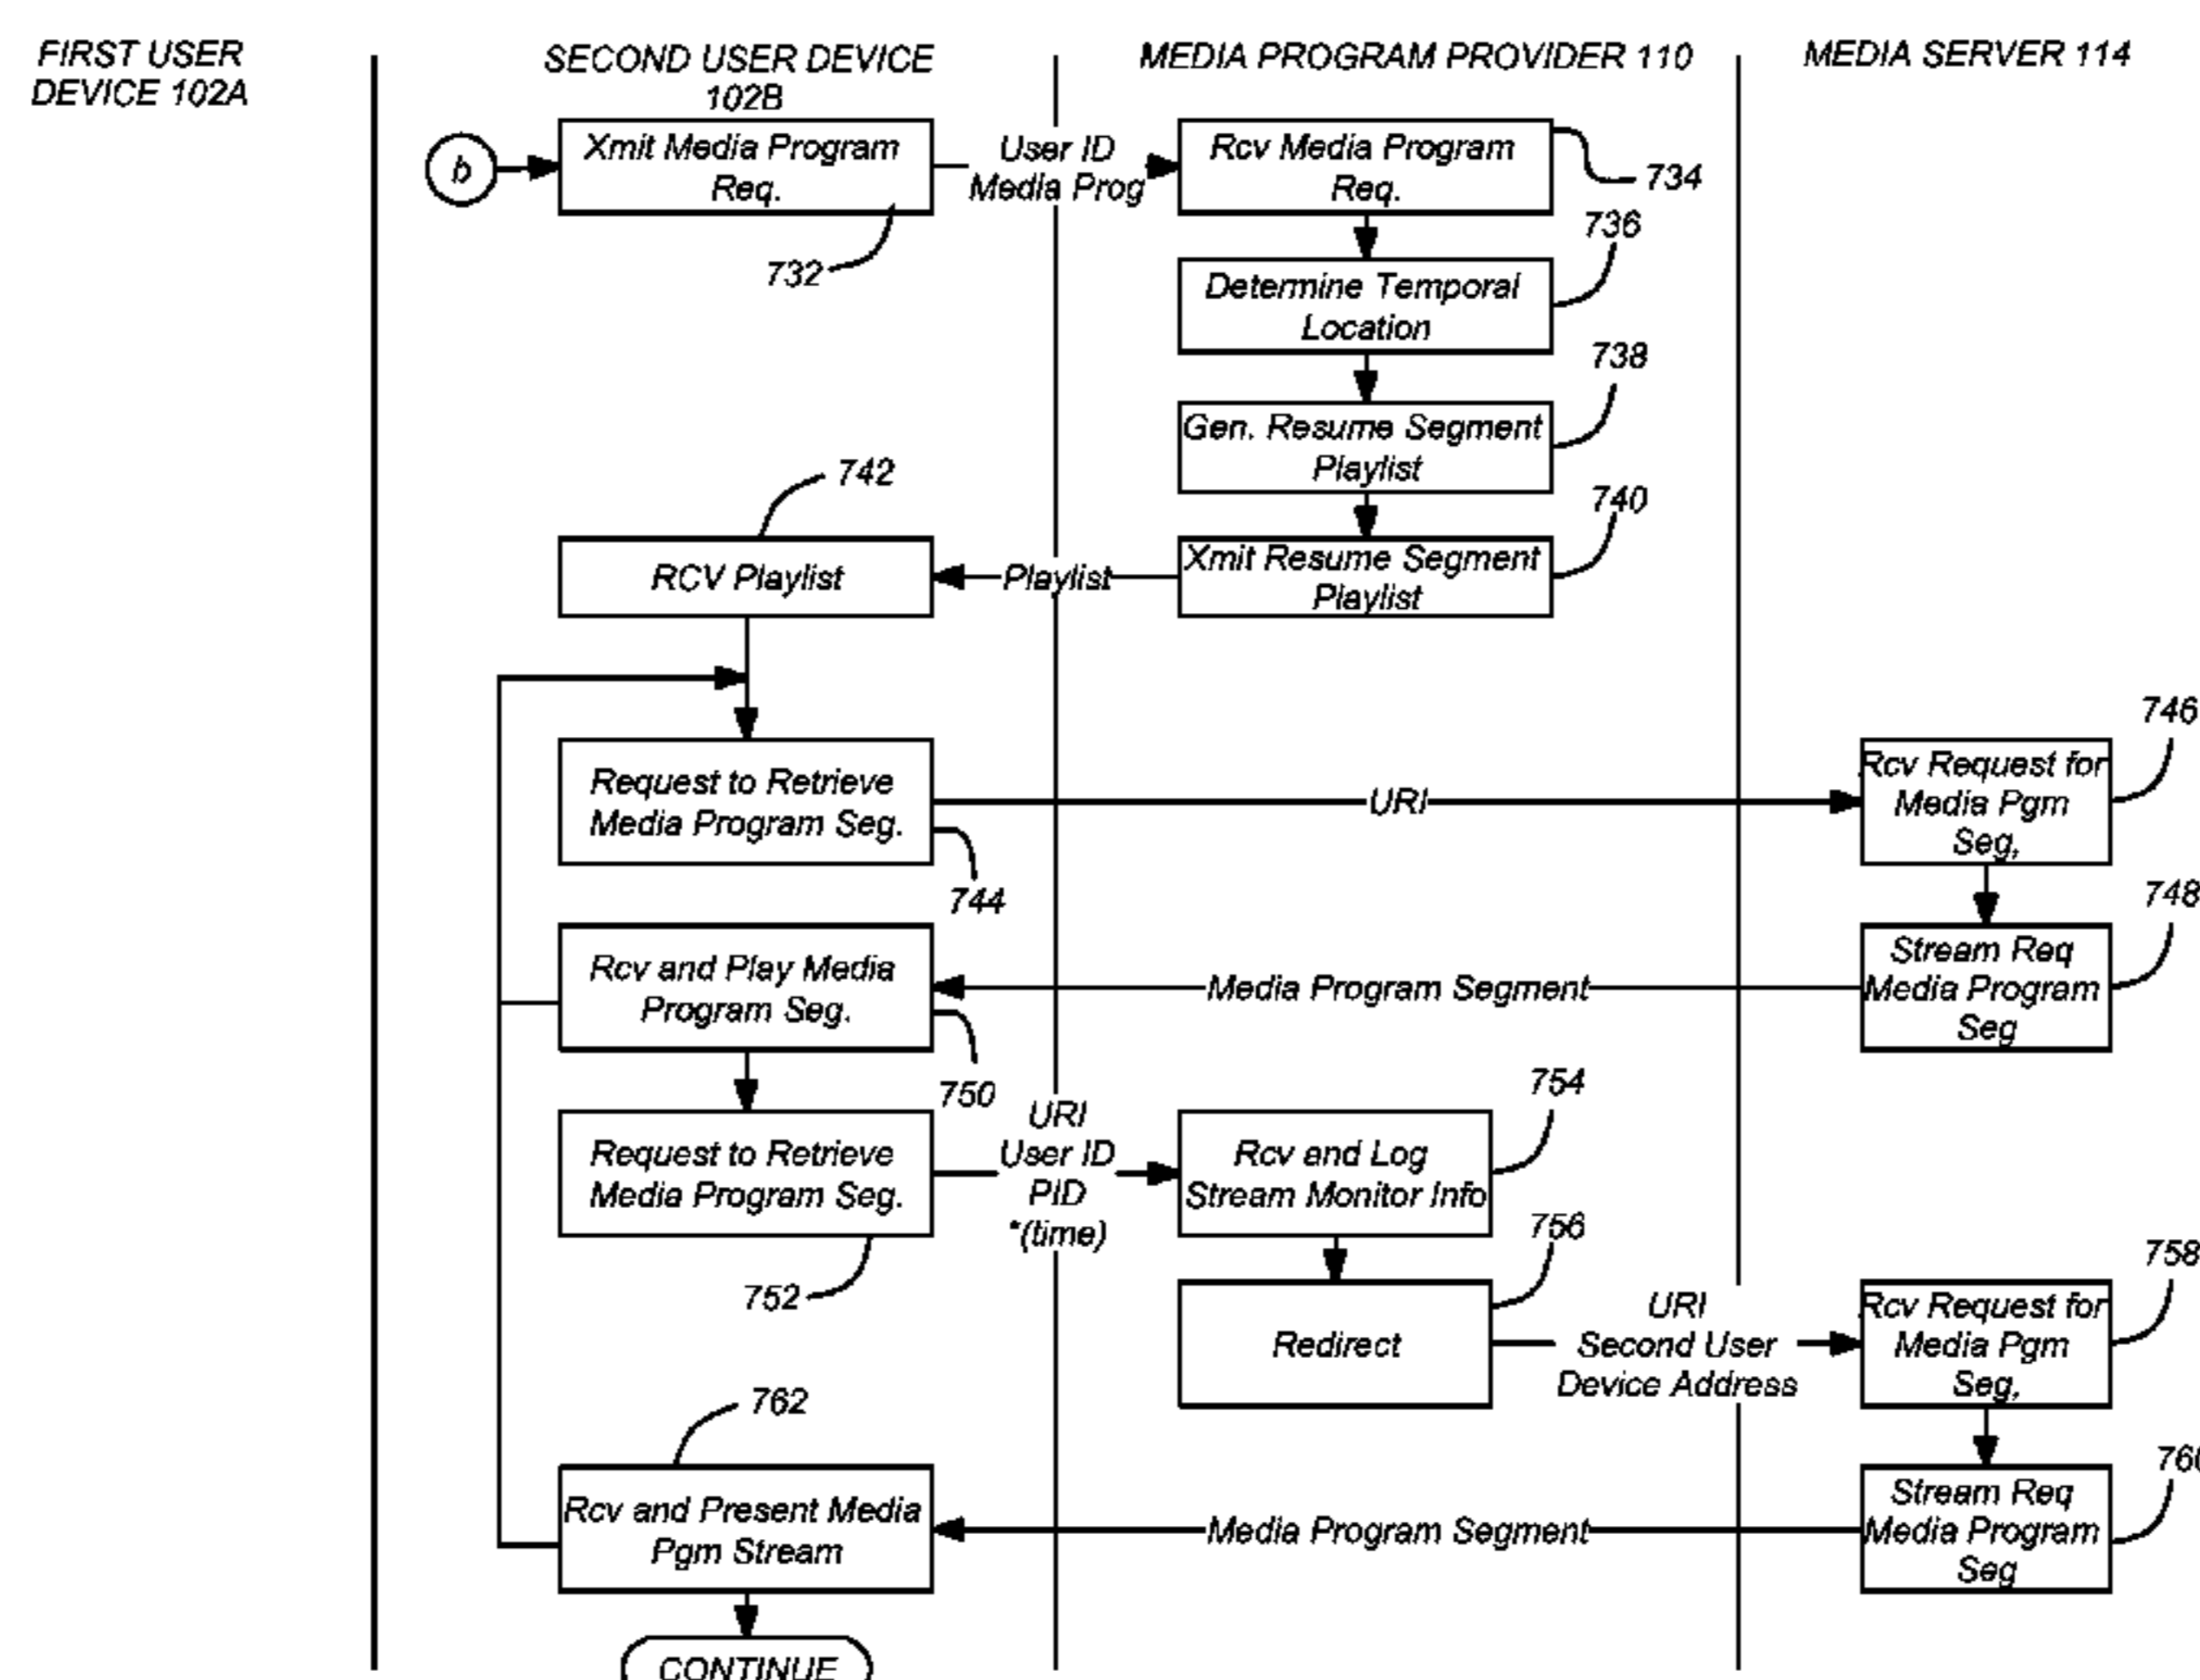 FIRST USER
DEVICE 102A
SECOND USER DEVICE
102B
MEDIA PROGRAM PROVIDER 110
MEDIA SERVER 114
b
Xmit Media Program
Req.
732
User ID
Media Prog
Rcv Media Program
Req.
734
Determine Temporal
Location
736
Gen. Resume Segment
Playlist
738
Xmit Resume Segment
Playlist
740
Playlist
RCV Playlist
742
Request to Retrieve
Media Program Seg.
744
URI
Rcv Request for
Media Pgm
Seg,
746
Stream Req
Media Program
Seg
748
Media Program Segment
Rcv and Play Media
Program Seg.
750
Request to Retrieve
Media Program Seg.
752
URI
User ID
PID
*(time)
Rcv and Log
Stream Monitor Info
754
Redirect
756
URI
Second User
Device Address
Rcv Request for
Media Pgm
Seg,
758
Stream Req
Media Program
Seg
760
Media Program Segment
Rcv and Present Media
Pgm Stream
762
CONTINUE